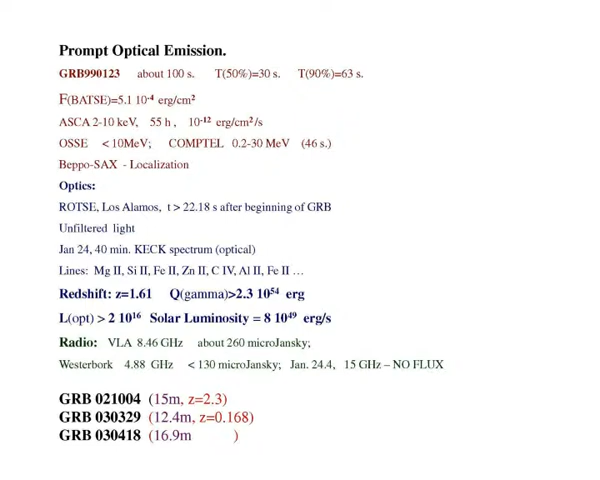 Prompt Optical Emission.
GRB990123 about 100 s. T(50%)=30 s. T(90%)=63 s.
F(BATSE)=5.1 10⁻⁴ erg/cm²
ASCA 2-10 keV, 55 h , 10⁻¹² erg/cm²/s
OSSE < 10MeV; COMPTEL 0.2-30 MeV (46 s.)
Beppo-SAX - Localization
Optics:
ROTSE, Los Alamos, t > 22.18 s after beginning of GRB
Unfiltered light
Jan 24, 40 min. KECK spectrum (optical)
Lines: Mg II, Si II, Fe II, Zn II, C IV, Al II, Fe II …
Redshift: z=1.61 Q(gamma)>2.3 10⁵⁴ erg
L(opt) > 2 10¹⁶ Solar Luminosity = 8 10⁴⁹ erg/s
Radio: VLA 8.46 GHz about 260 microJansky;
Westerbork 4.88 GHz < 130 microJansky; Jan. 24.4, 15 GHz – NO FLUX
GRB 021004 (15m, z=2.3)
GRB 030329 (12.4m, z=0.168)
GRB 030418 (16.9m )